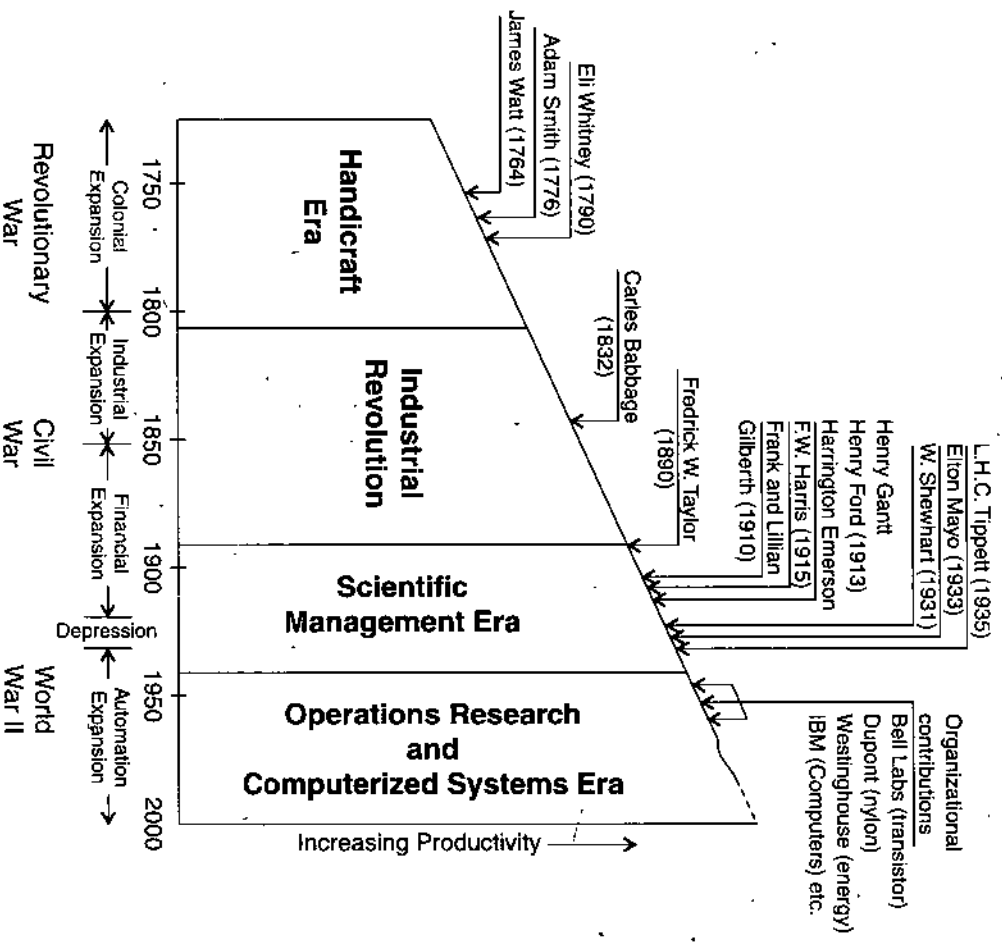 L.H.C. Tippett (1935)
Elton Mayo (1933)
W. Shewhart (1931)
Henry Gantt
Henry Ford (1913)
Harrington Emerson
F.W. Harris (1915)
Frank and Lillian
Gilberth (1910)
Organizational
contributions
Bell Labs (transistor)
Dupont (nylon)
Westinghouse (energy)
IBM (Computers) etc.
Fredrick W. Taylor
(1890)
Carles Babbage
(1832)
Eli Whitney (1790)
Adam Smith (1776)
James Watt (1764)
Handicraft
Era
Industrial
Revolution
Scientific
Management Era
Operations Research
and
Computerized Systems Era
Increasing Productivity
1750
1800
1850
1900
1950
2000
Colonial
Expansion
Industrial
Expansion
Financial
Expansion
Depression
Automation
Expansion
Revolutionary
War
Civil
War
World
War II